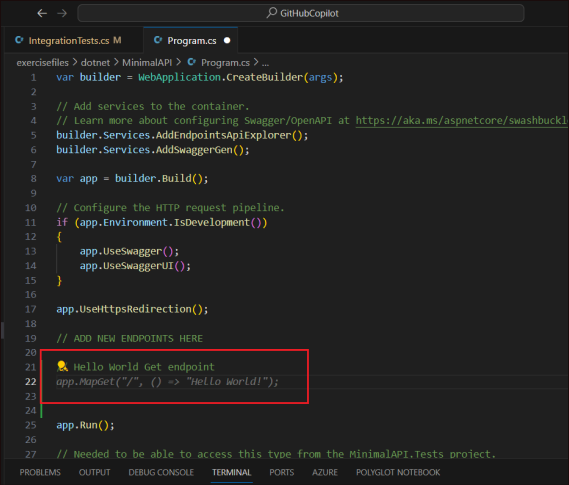 GitHubCopilot
IntegrationTests.cs M
Program.cs
exercisefiles > dotnet > MinimalAPI > Program.cs > ...
1 var builder = WebApplication.CreateBuilder(args);
2
3 // Add services to the container.
4 // Learn more about configuring Swagger/OpenAPI at https://aka.ms/aspnetcore/swashbuckl
5 builder.Services.AddEndpointsApiExplorer();
6 builder.Services.AddSwaggerGen();
7
8 var app = builder.Build();
9
10 // Configure the HTTP request pipeline.
11 if (app.Environment.IsDevelopment())
12 {
13 app.UseSwagger();
14 app.UseSwaggerUI();
15 }
16
17 app.UseHttpsRedirection();
18
19 // ADD NEW ENDPOINTS HERE
20
21 Hello World Get endpoint
22 app.MapGet("/", () => "Hello World!");
23
24
25 app.Run();
26
27 // Needed to be able to access this type from the MinimalAPI.Tests project.
PROBLEMS OUTPUT DEBUG CONSOLE TERMINAL PORTS AZURE POLYGLOT NOTEBOOK